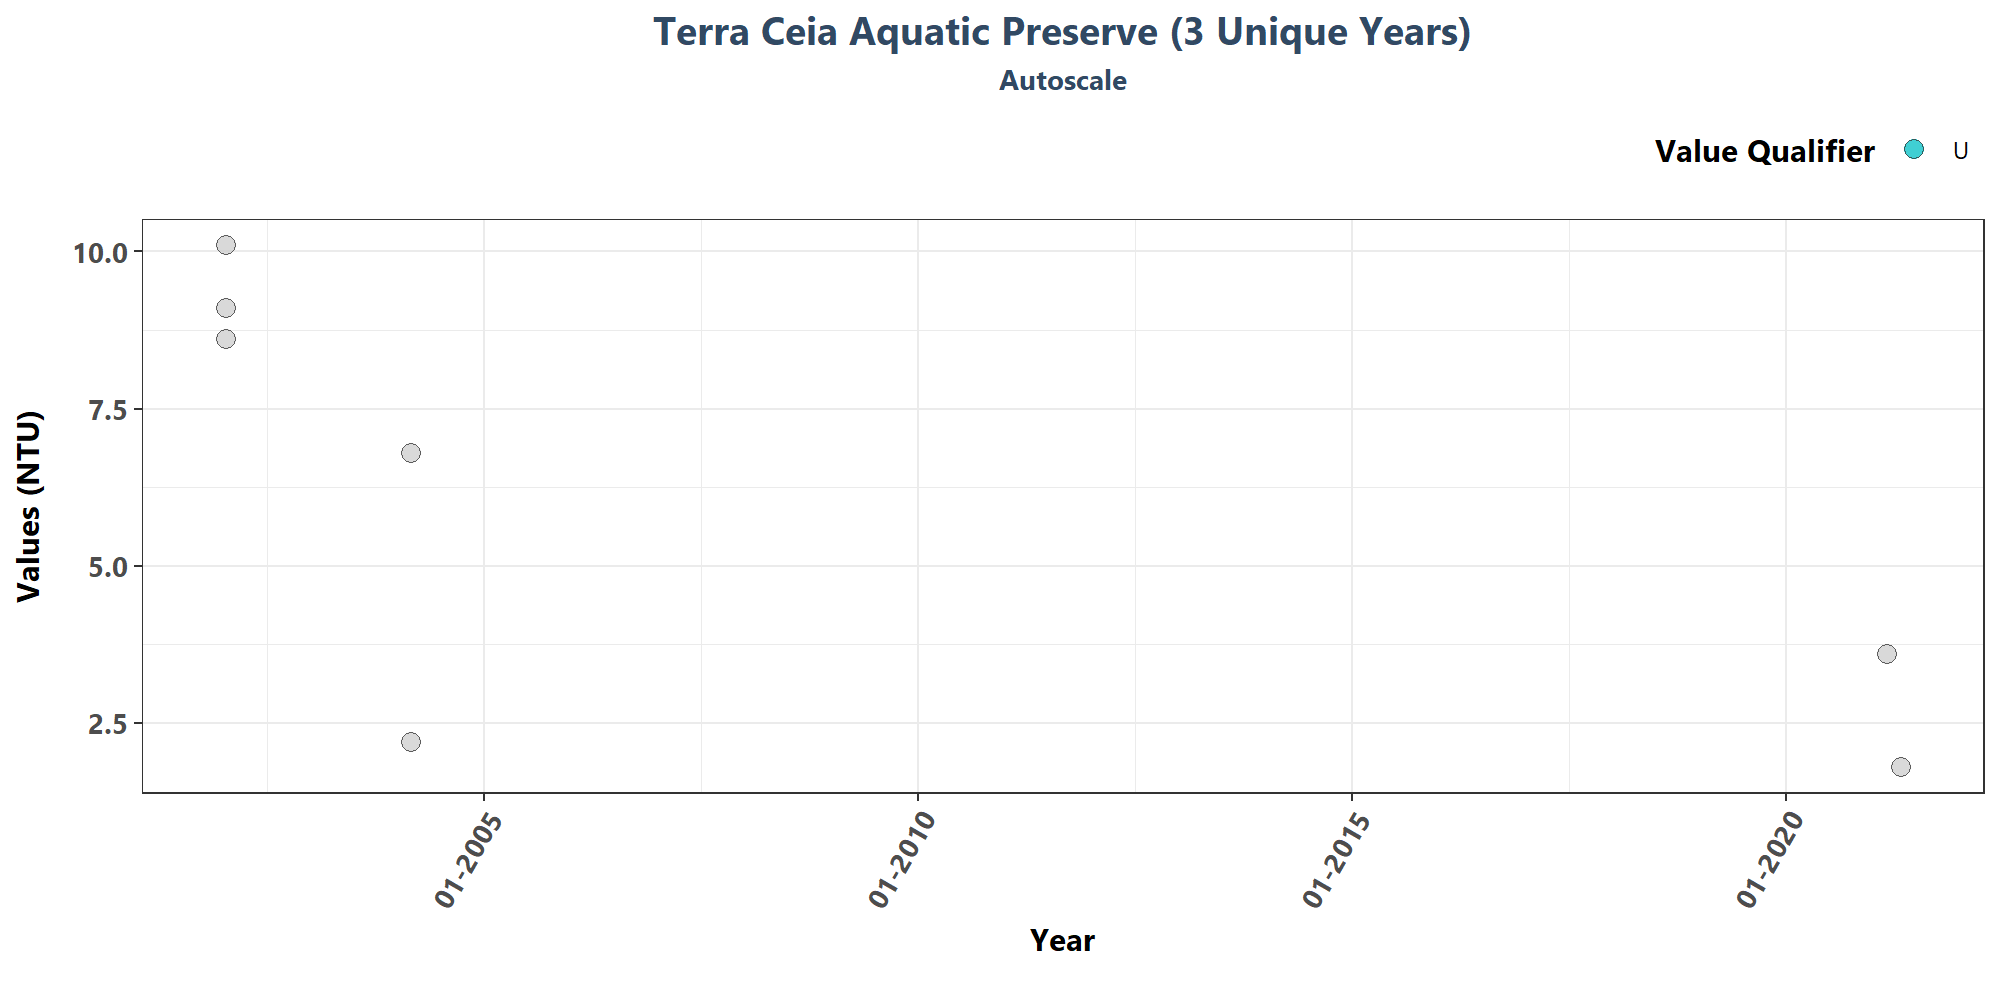 Terra Ceia Aquatic Preserve (3 Unique Years)
Autoscale
Value Qualifier U
10.0
7.5
5.0
2.5
Values (NTU)
01-2005
01-2010
01-2015
01-2020
Year